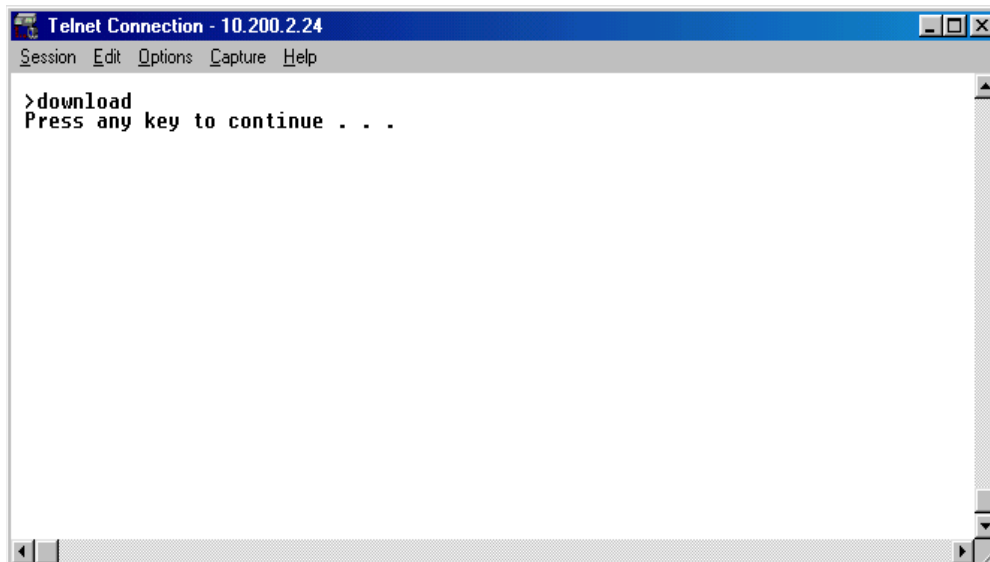 Telnet Connection - 10.200.2.24
Session Edit Options Capture Help
>download
Press any key to continue . . .